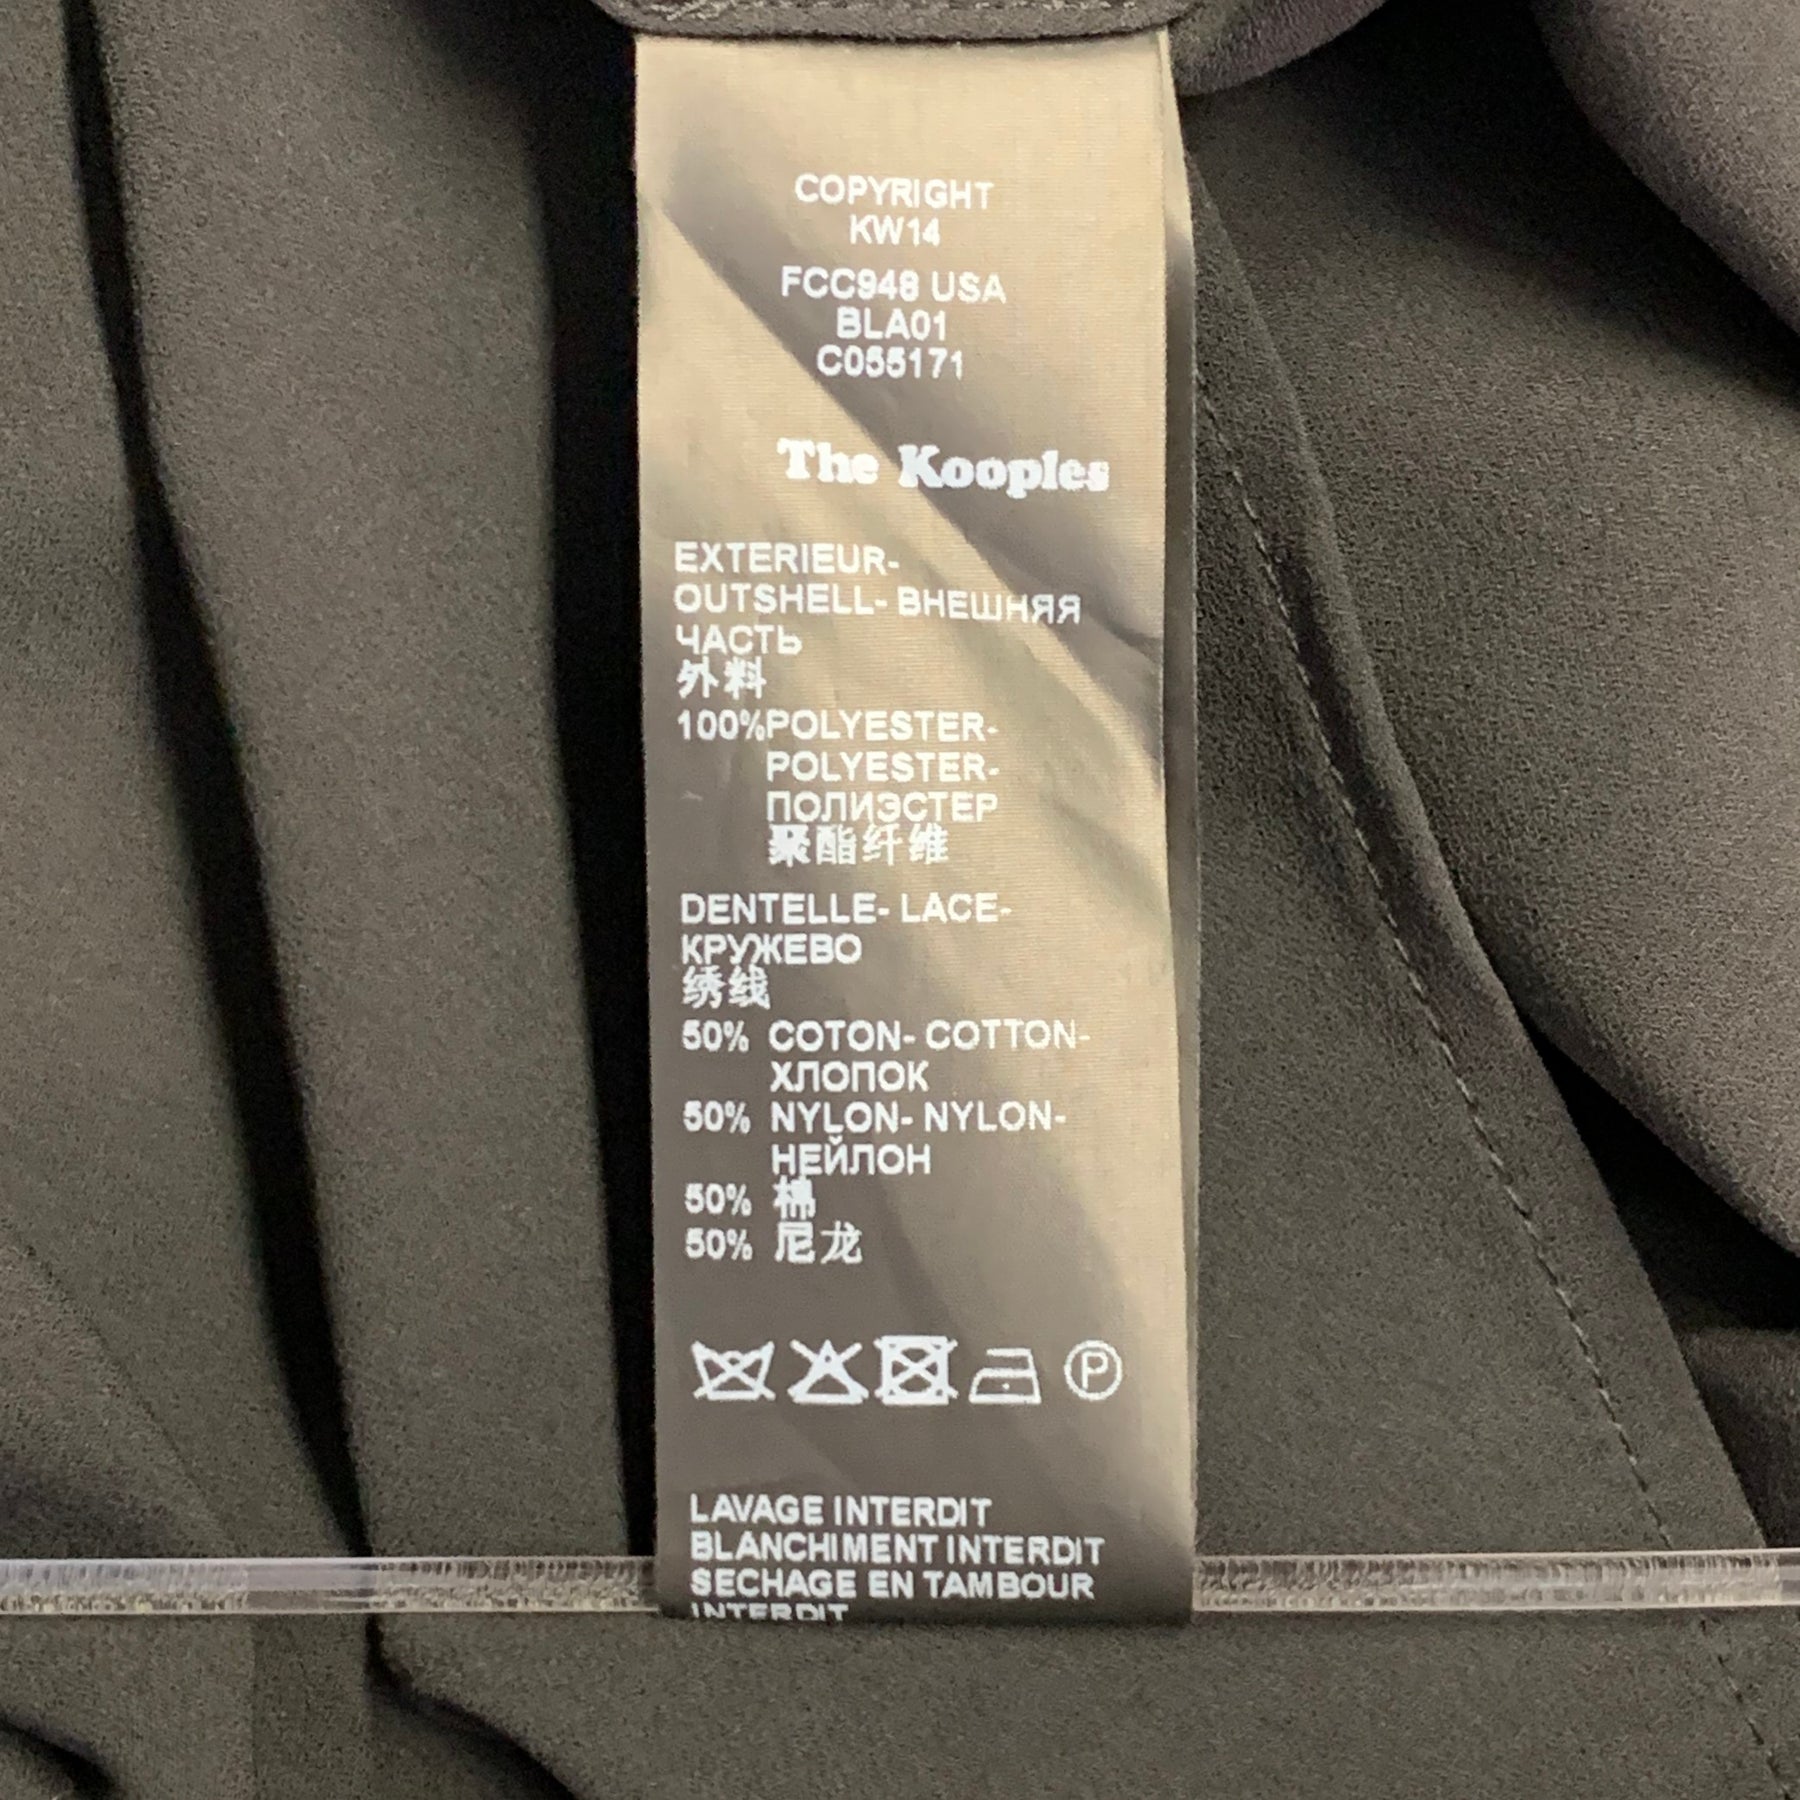 COPYRIGHT
KW14
FCC948 USA
BLA01
C055171
The Kooples
EXTERIEUR-
OUTSHELL- ВНЕШНЯЯ
ЧАСТЬ
外料
100%POLYESTER-
POLYESTER-
ПОЛИЭСТЕР
聚酯纤维
DENTELLE- LACE-
КРУЖЕВО
绣线
50% COTON- COTTON-
ХЛОПОК
50% NYLON- NYLON-
НЕЙЛОН
50% 棉
50% 尼龙
P
LAVAGE INTERDIT
BLANCHIMENT INTERDIT
SECHAGE EN TAMBOUR
INTERDIT